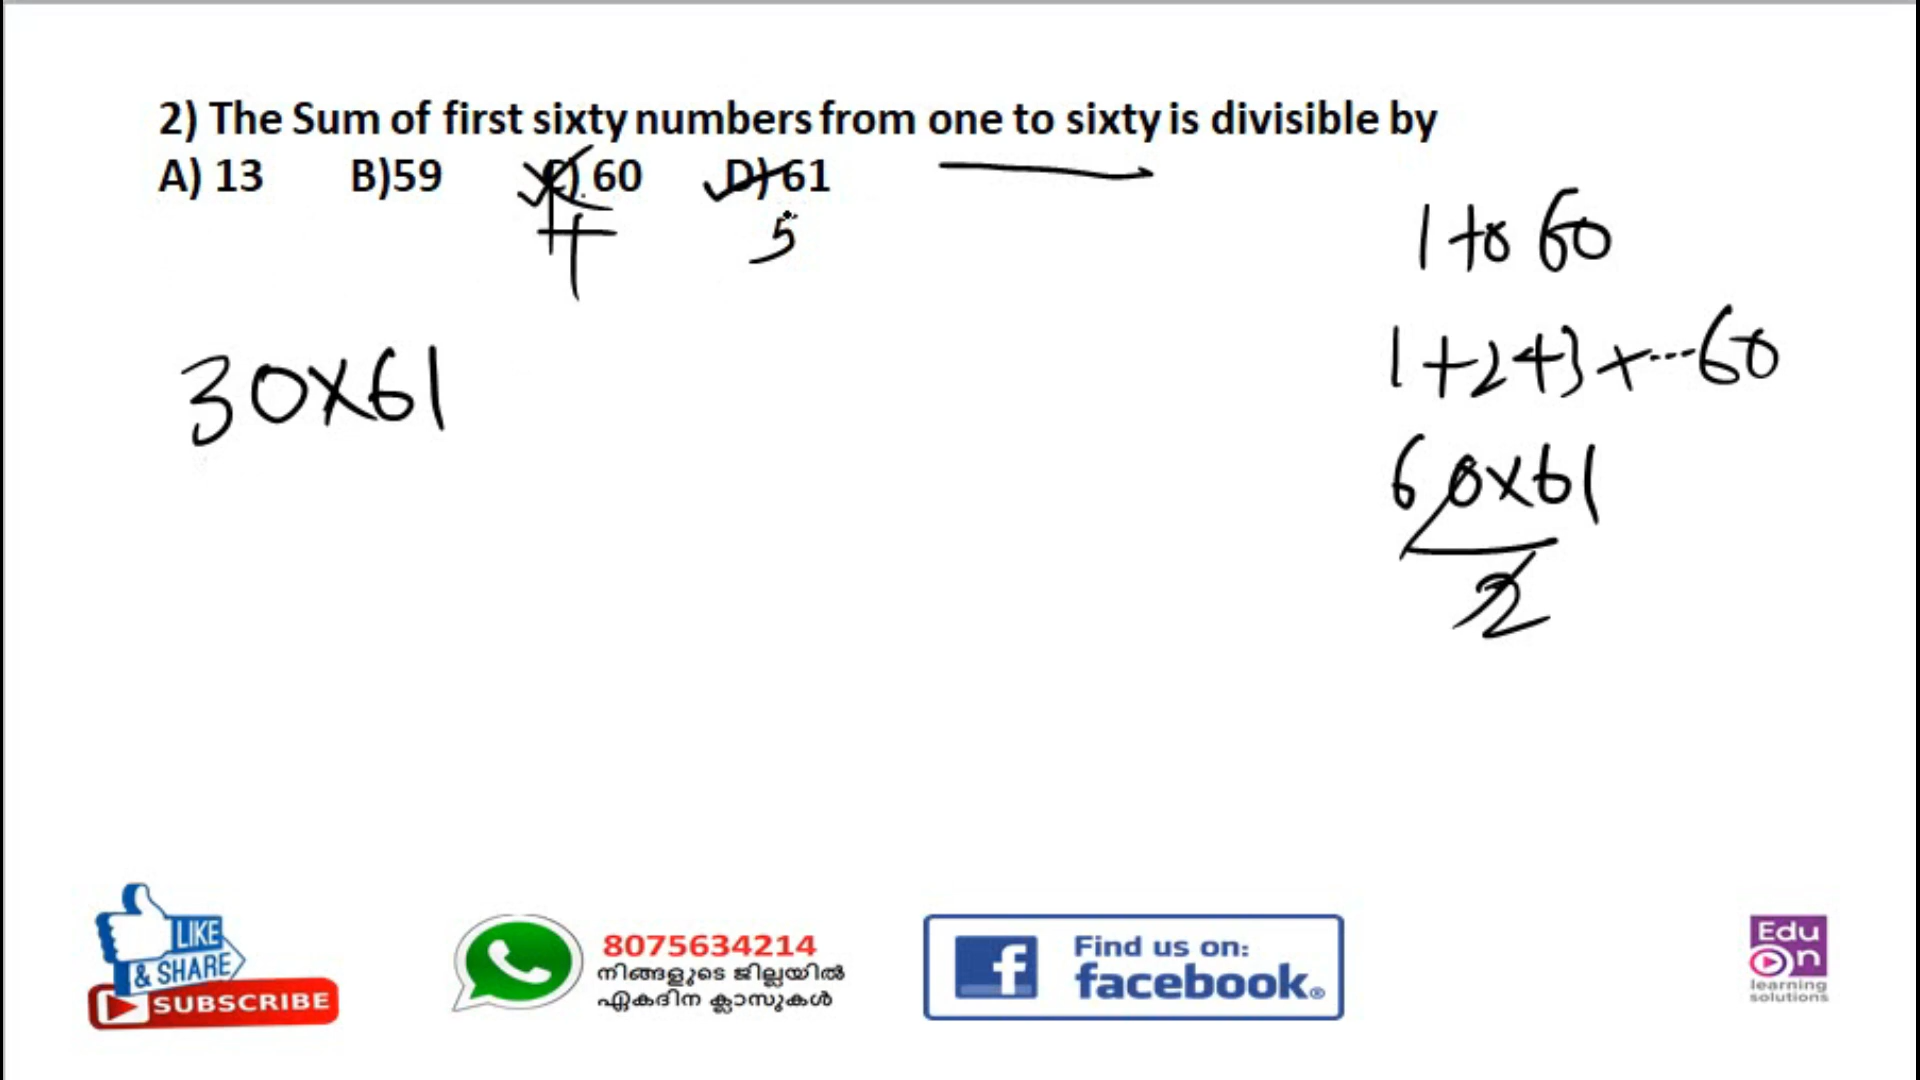 2) The Sum of first sixty numbers from one to sixty is divisible by
A) 13 B)59 C) 60 D) 61
5
1 to 60
1+2+3+...60
30x61
60x61
2
LIKE
& SHARE
SUBSCRIBE
8075634214
നിങ്ങളുടെ ജില്ലയിൽ
ഏകദിന ക്ലാസുകൾ
Find us on:
facebook®
Edu
On
learning
solutions